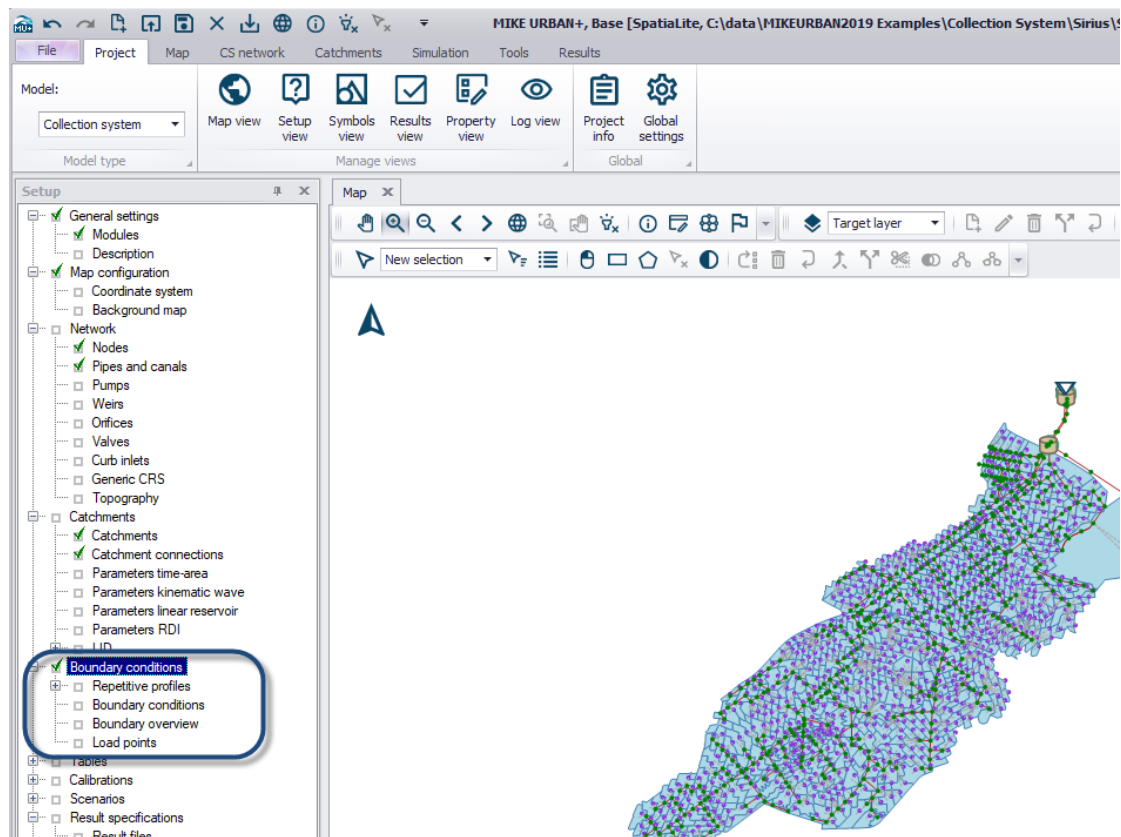 MU+
MIKE URBAN+, Base [SpatiaLite, C:\data\MIKEURBAN2019 Examples\Collection System\Sirius\S
File Project Map CS network Catchments Simulation Tools Results
Model:
Collection system
Model type
Map view Setup view Symbols view Results view Property view Log view
Manage views
Project info Global settings
Global
Setup
Map
General settings
Modules
Description
Map configuration
Coordinate system
Background map
Network
Nodes
Pipes and canals
Pumps
Weirs
Orifices
Valves
Curb inlets
Generic CRS
Topography
Catchments
Catchments
Catchment connections
Parameters time-area
Parameters kinematic wave
Parameters linear reservoir
Parameters RDI
LID
Boundary conditions
Repetitive profiles
Boundary conditions
Boundary overview
Load points
Tables
Calibrations
Scenarios
Result specifications
Result files
Target layer
New selection